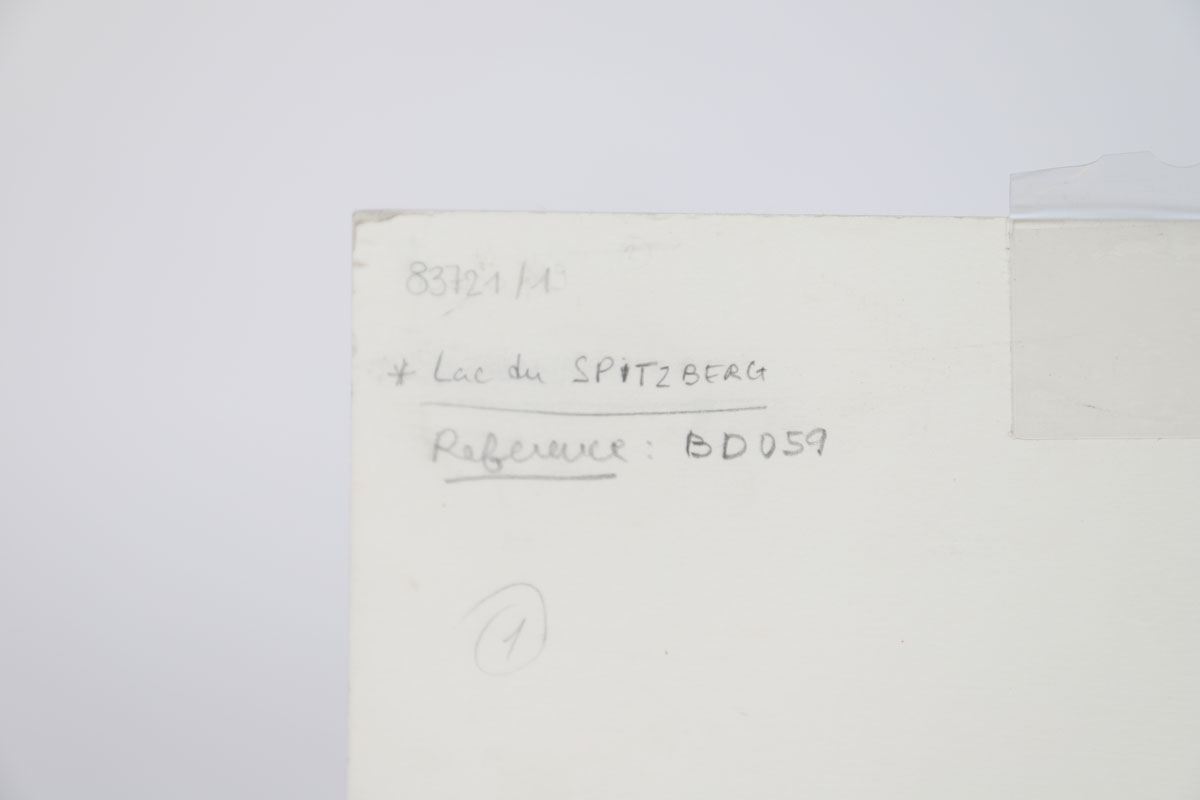 83721/1
* Lac du SPITZBERG
Reference : BD059
1